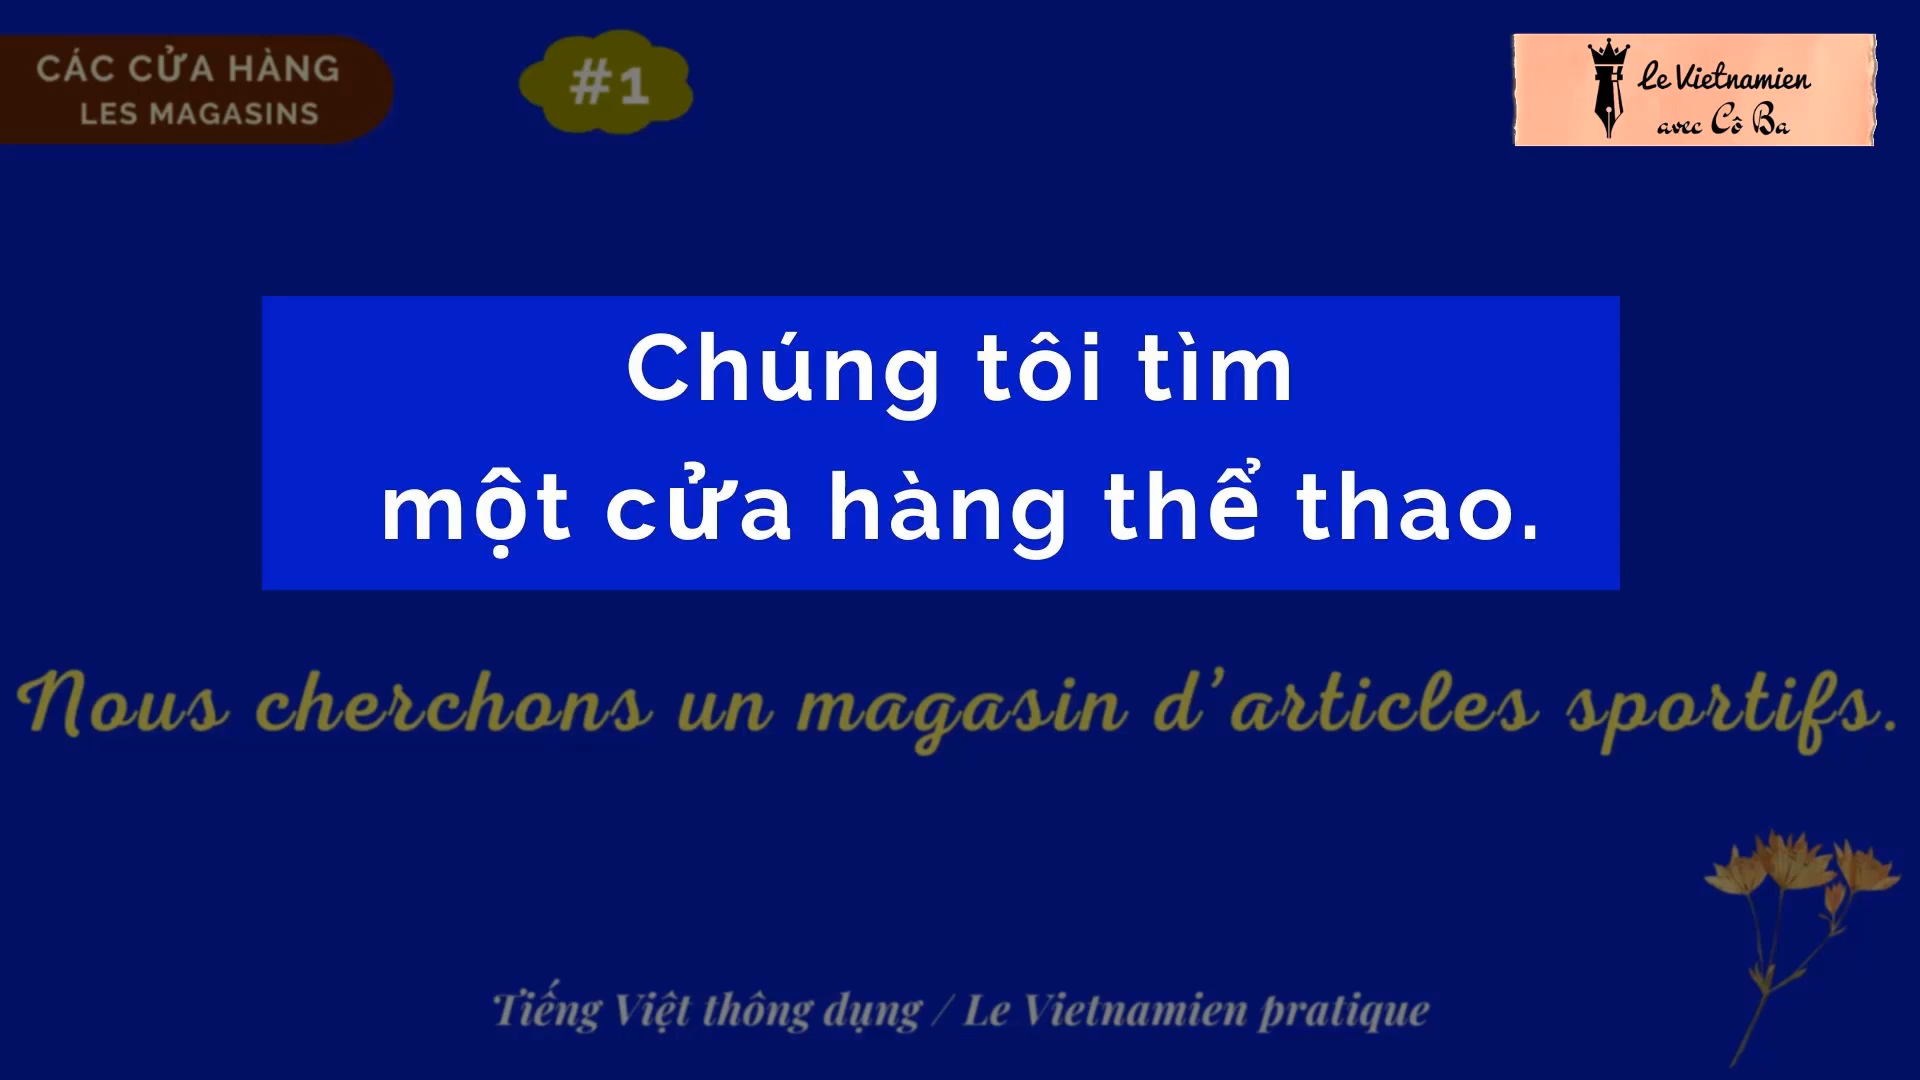 CÁC CỬA HÀNG
LES MAGASINS
#1
Le Vietnamien
avec Cô Ba
Chúng tôi tìm
một cửa hàng thể thao.
Nous cherchons un magasin d’articles sportifs.
Tiếng Việt thông dụng / Le Vietnamien pratique